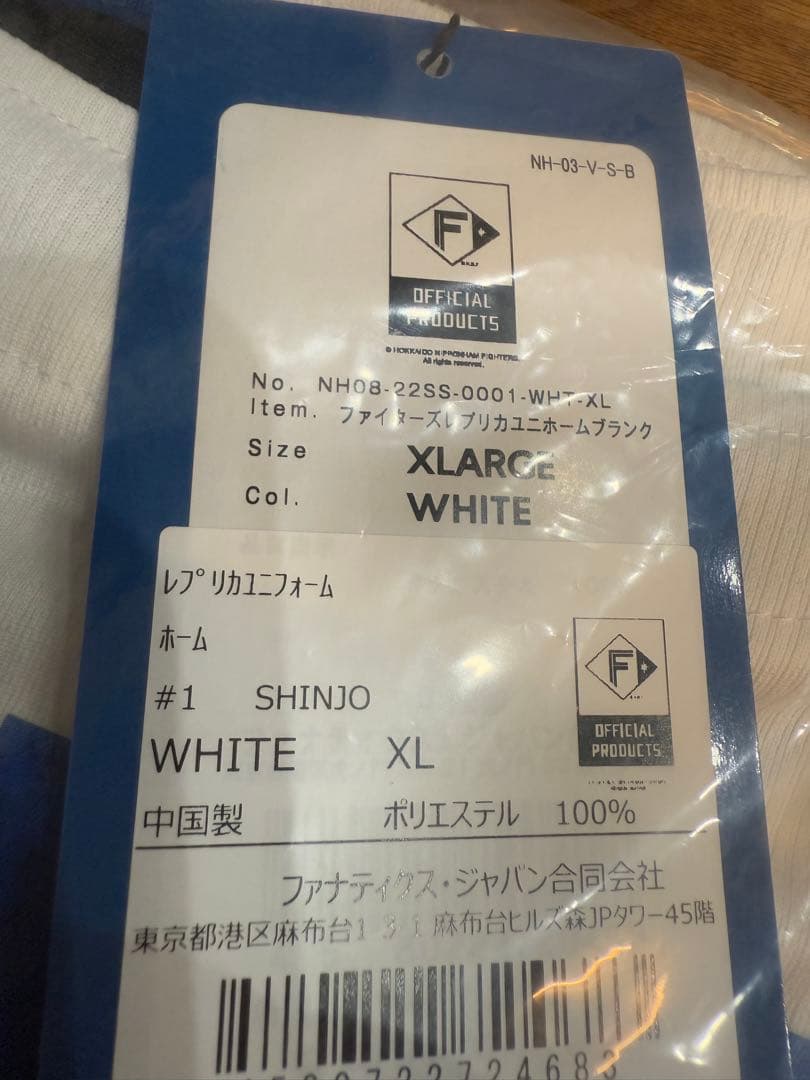 NH-03-V-S-B
F
OFFICIAL
PRODUCTS
© HOKKAIDO NIPPONHAM FIGHTERS.
All rights reserved.
No. NH08-22SS-0001-WHT-XL
Item. ファイターズレプリカユニホームブランク
Size XLARGE
Col. WHITE
ﾚﾌﾟﾘｶﾕﾆﾌｫｰﾑ
ﾎｰﾑ
#1 SHINJO
F
OFFICIAL
PRODUCTS
WHITE XL
中国製 ポリエステル 100%
ファナティクス・ジャパン合同会社
東京都港区麻布台1 3 1 麻布台ヒルズ森JPタワー45階